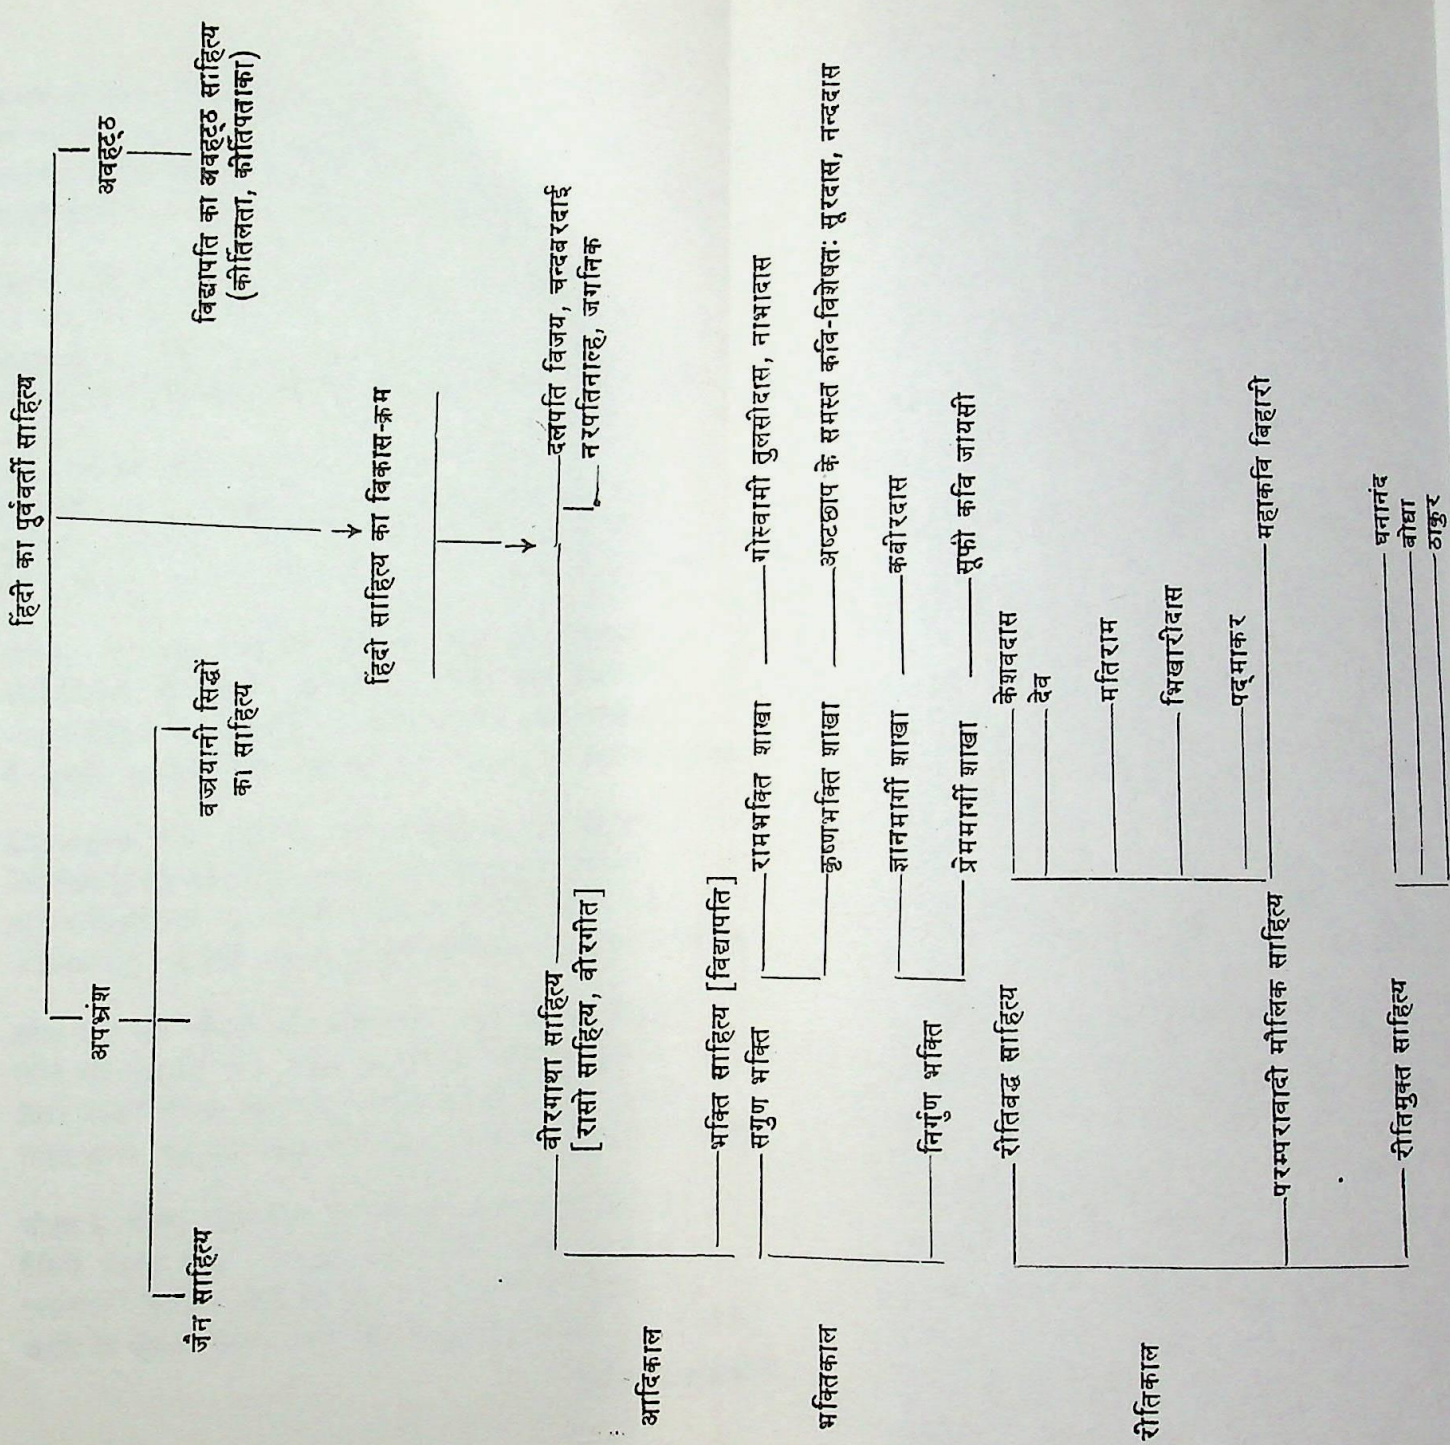 हिंदी का पुर्ववर्ती साहित्य
अपभ्रंश
अवहट्ठ
जैन साहित्य
वज्रयानी सिद्धों
का साहित्य
विद्यापति का अवहट्ठ साहित्य
(कीर्तिलता, कीर्तिपताका)
हिंदी साहित्य का विकास-क्रम
आदिकाल
वीरगाथा साहित्य
[रासो साहित्य, वीरगीत]
दलपति विजय, चन्दबरदाई
नरपतिनाल्ह, जगनिक
भक्ति साहित्य [विद्यापति]
भक्तिकाल
सगुण भक्ति
रामभक्ति शाखा
गोस्वामी तुलसीदास, नाभादास
कृष्णभक्ति शाखा
अष्टछाप के समस्त कवि-विशेषतः सूरदास, नन्ददास
निर्गुण भक्ति
ज्ञानमार्गी शाखा
कबीरदास
प्रेममार्गी शाखा
सूफी कवि जायसी
रीतिकाल
रीतिबद्ध साहित्य
केशवदास
देव
मतिराम
भिखारीदास
पद्माकर
परम्परावादी मौलिक साहित्य
महाकवि बिहारी
रीतिमुक्त साहित्य
घनानंद
बोधा
ठाकुर